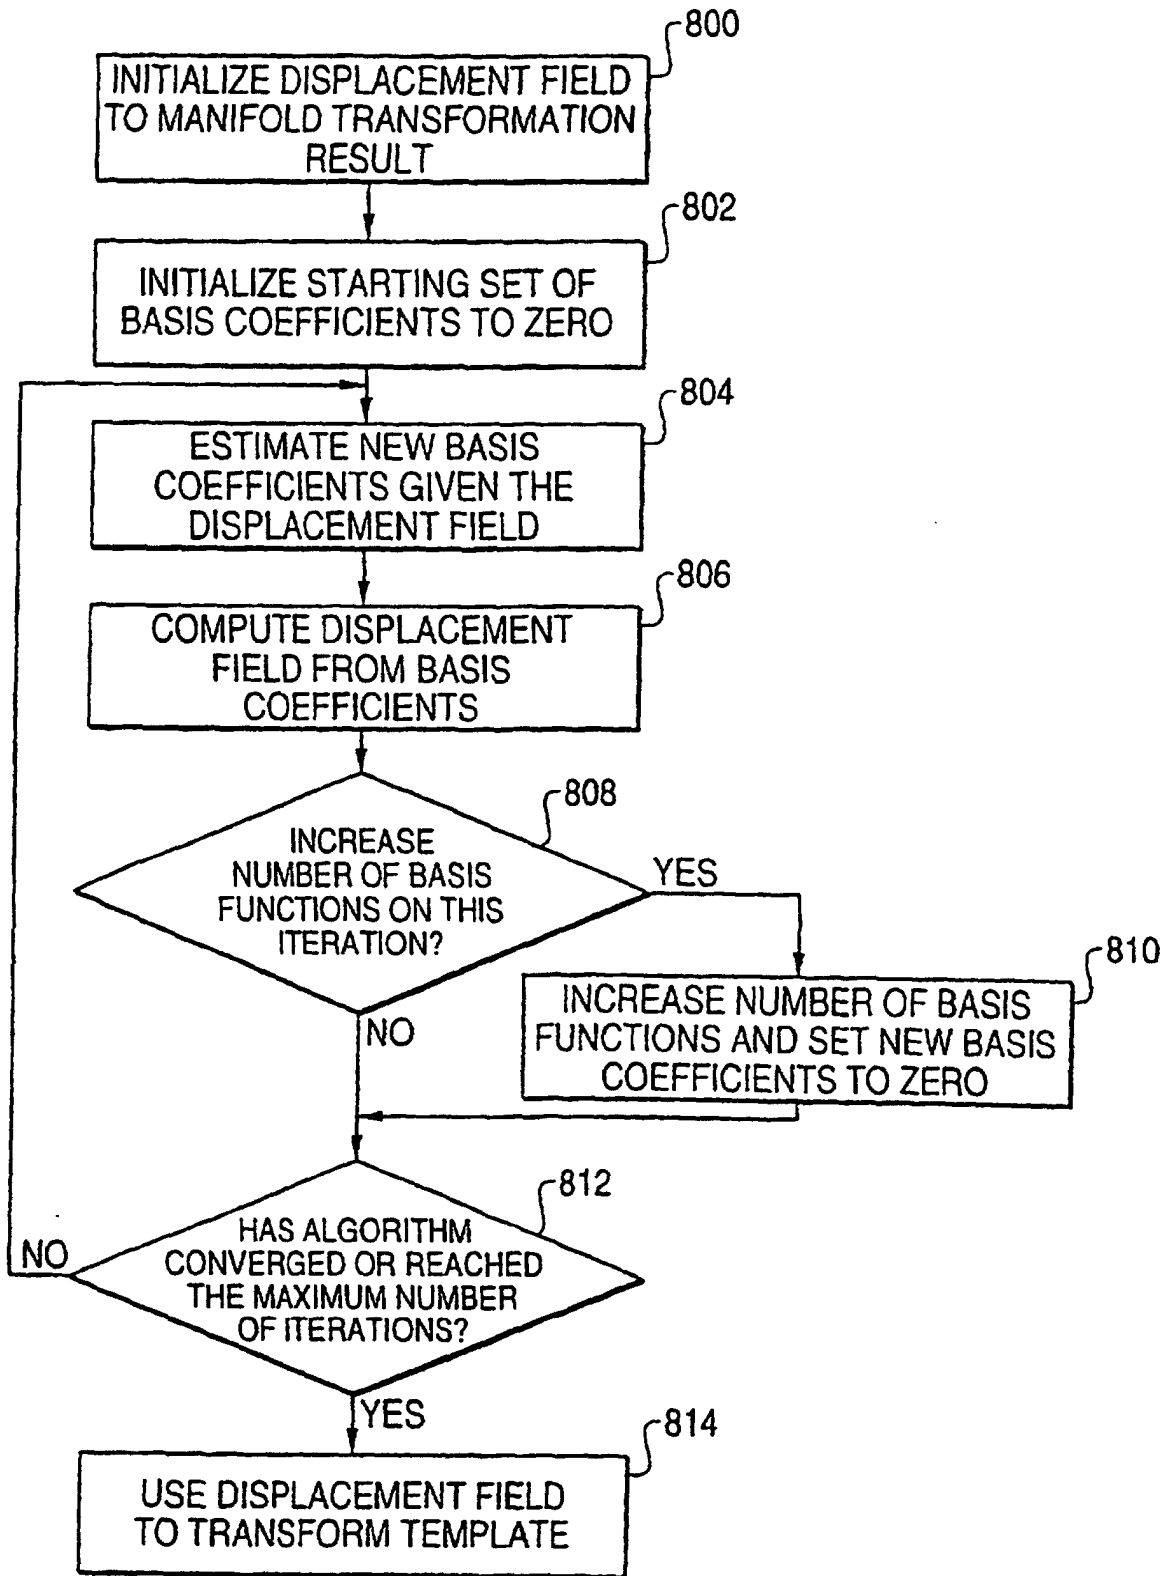 800
INITIALIZE DISPLACEMENT FIELD
TO MANIFOLD TRANSFORMATION
RESULT
802
INITIALIZE STARTING SET OF
BASIS COEFFICIENTS TO ZERO
804
ESTIMATE NEW BASIS
COEFFICIENTS GIVEN THE
DISPLACEMENT FIELD
806
COMPUTE DISPLACEMENT
FIELD FROM BASIS
COEFFICIENTS
808
INCREASE
NUMBER OF BASIS
FUNCTIONS ON THIS
ITERATION?
YES
810
INCREASE NUMBER OF BASIS
FUNCTIONS AND SET NEW BASIS
COEFFICIENTS TO ZERO
NO
812
HAS ALGORITHM
CONVERGED OR REACHED
THE MAXIMUM NUMBER
OF ITERATIONS?
NO
YES
814
USE DISPLACEMENT FIELD
TO TRANSFORM TEMPLATE